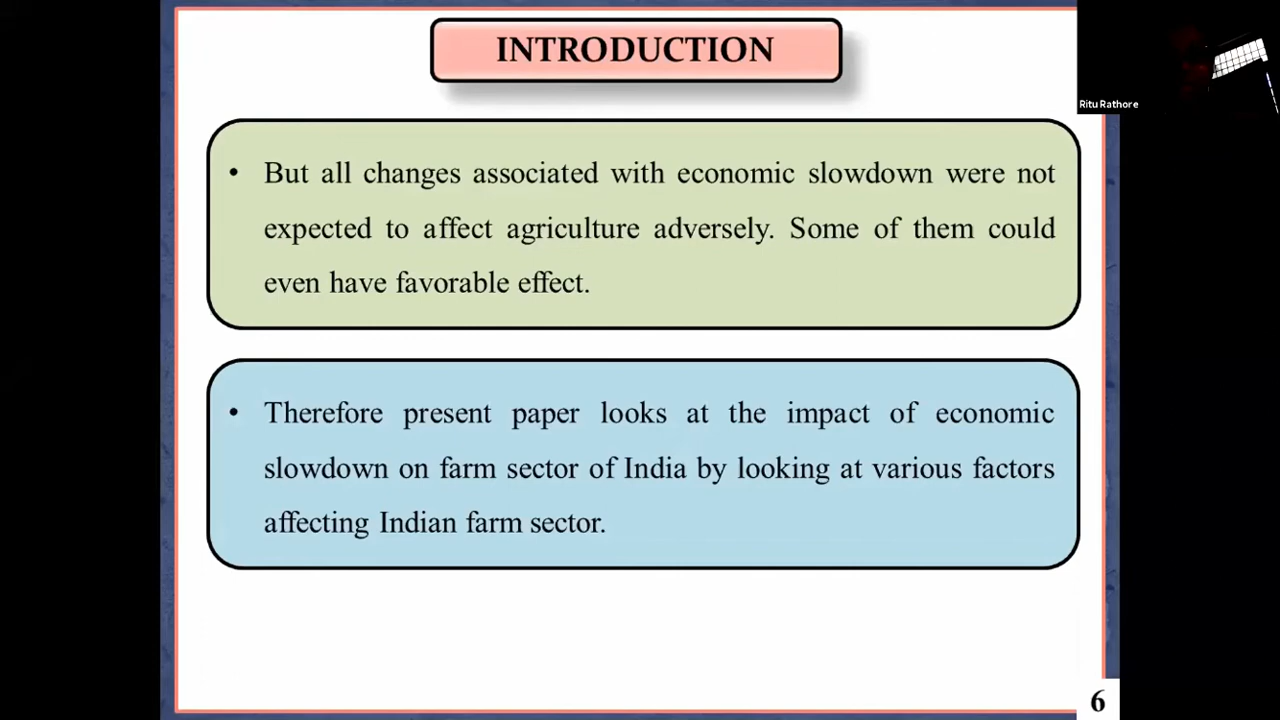 INTRODUCTION
Ritu Rathore
• But all changes associated with economic slowdown were not
expected to affect agriculture adversely. Some of them could
even have favorable effect.
• Therefore present paper looks at the impact of economic
slowdown on farm sector of India by looking at various factors
affecting Indian farm sector.
6